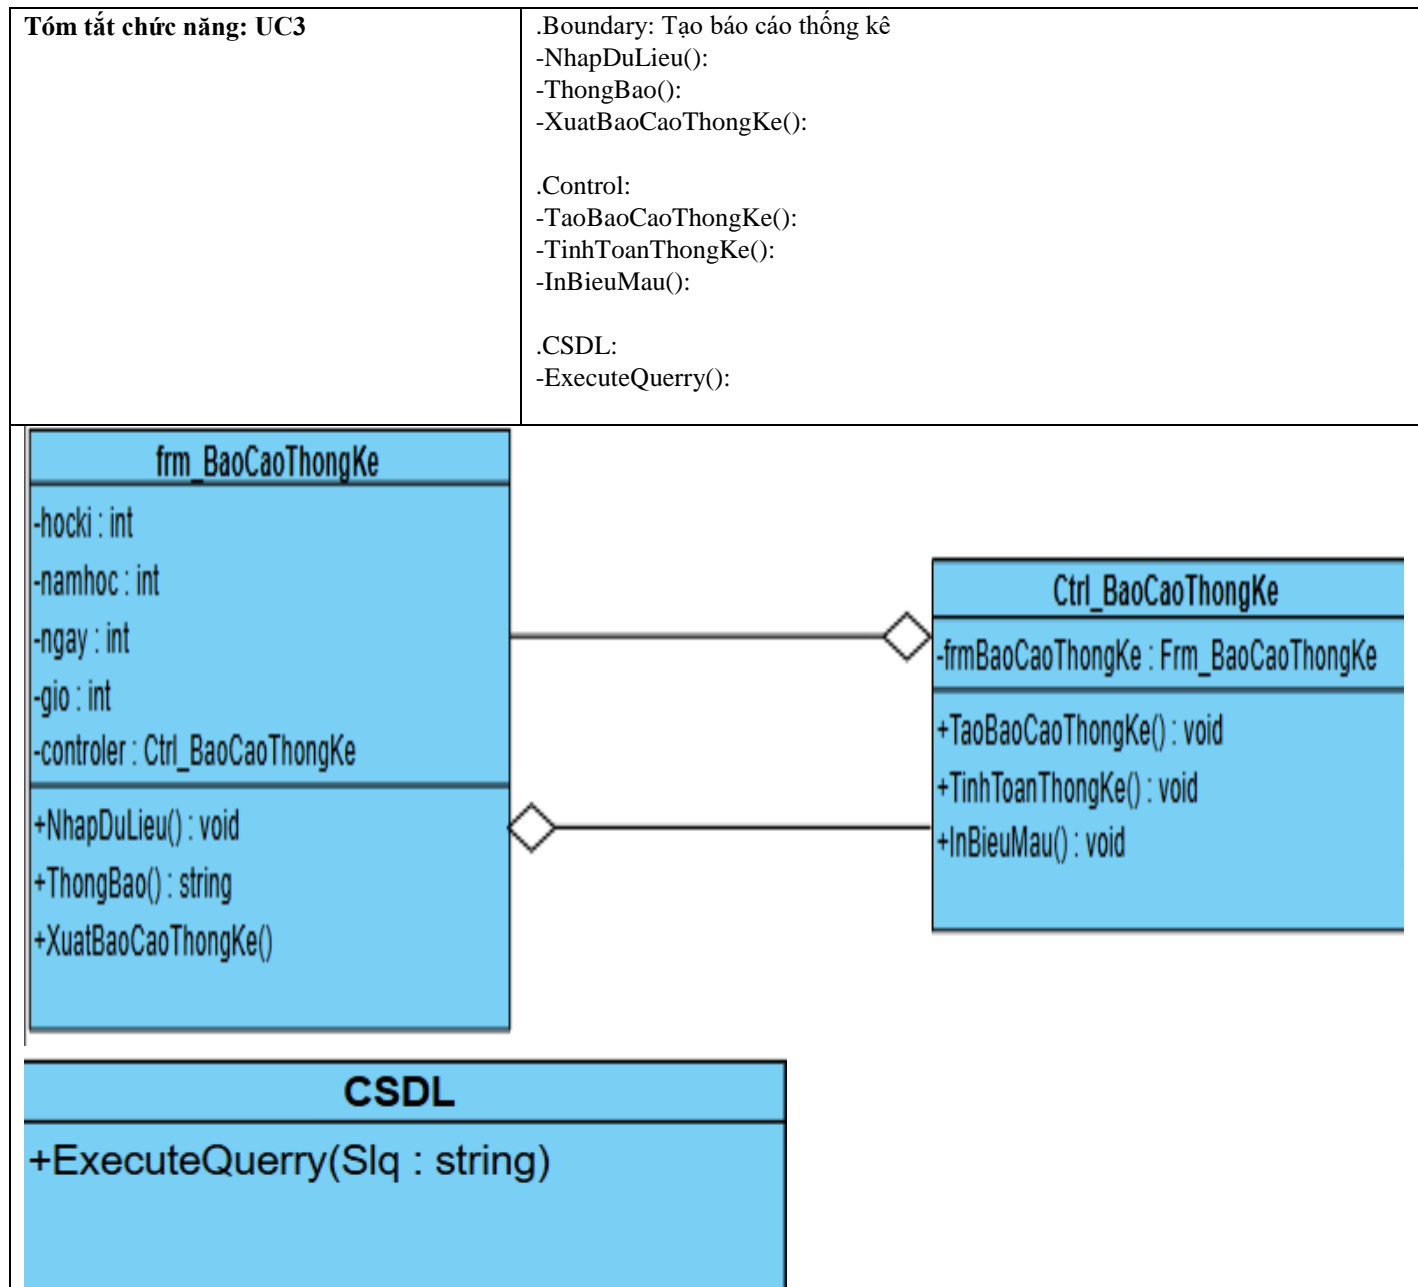 Tóm tắt chức năng: UC3
.Boundary: Tạo báo cáo thống kê
-NhapDuLieu():
-ThongBao():
-XuatBaoCaoThongKe():
.Control:
-TaoBaoCaoThongKe():
-TinhToanThongKe():
-InBieuMau():
.CSDL:
-ExecuteQuerry():
frm_BaoCaoThongKe
-hocki : int
-namhoc : int
-ngay : int
-gio : int
-controler : Ctrl_BaoCaoThongKe
+NhapDuLieu() : void
+ThongBao() : string
+XuatBaoCaoThongKe()
Ctrl_BaoCaoThongKe
-frmBaoCaoThongKe : Frm_BaoCaoThongKe
+TaoBaoCaoThongKe() : void
+TinhToanThongKe() : void
+InBieuMau() : void
CSDL
+ExecuteQuerry(Slq : string)